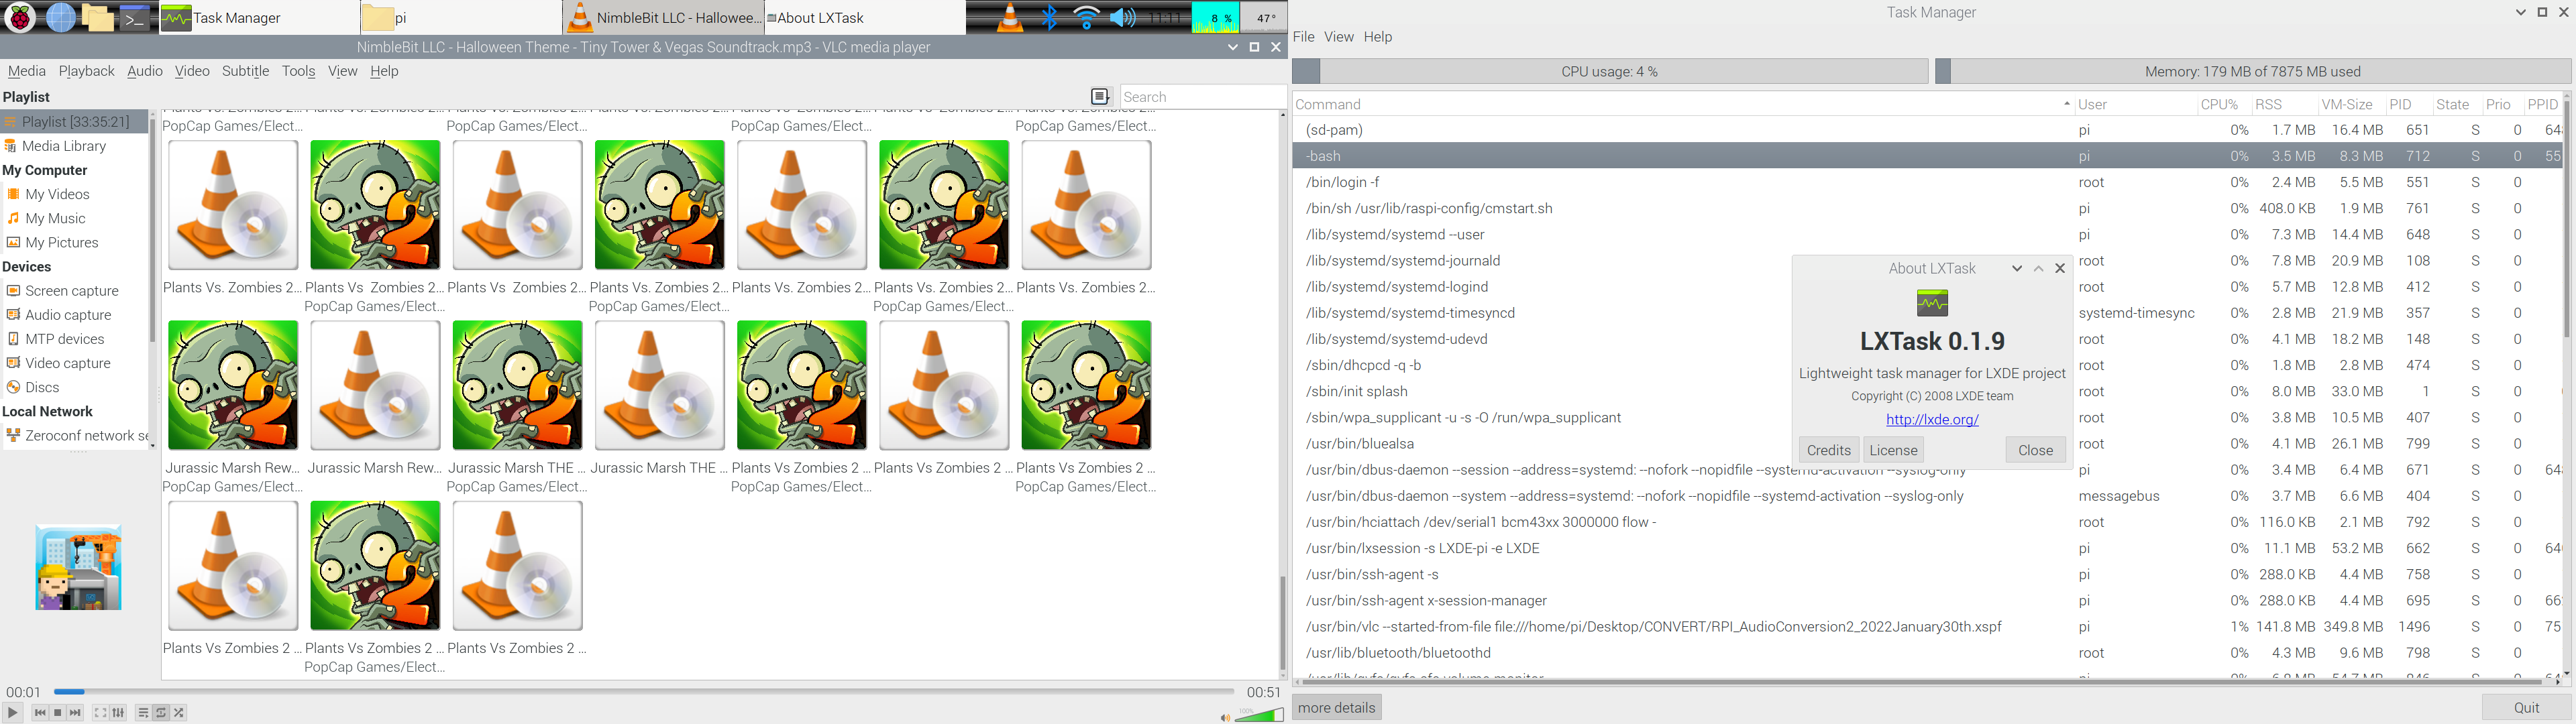 Task Manager
pi
NimbleBit LLC - Hallowee...
About LXTask
11:11
8 %
47°
NimbleBit LLC - Halloween Theme - Tiny Tower & Vegas Soundtrack.mp3 - VLC media player
Media Playback Audio Video Subtitle Tools View Help
Playlist
Search
Playlist [33:35:21]
Media Library
My Computer
My Videos
My Music
My Pictures
Devices
Screen capture
Audio capture
MTP devices
Video capture
Discs
Local Network
Zeroconf network se
PopCap Games/Elect... PopCap Games/Elect... PopCap Games/Elect... PopCap Games/Elect...
Plants Vs. Zombies 2... Plants Vs Zombies 2... Plants Vs Zombies 2... Plants Vs. Zombies 2... Plants Vs. Zombies 2... Plants Vs. Zombies 2... Plants Vs. Zombies 2...
PopCap Games/Elect... PopCap Games/Elect... PopCap Games/Elect...
Jurassic Marsh Rew... Jurassic Marsh Rew... Jurassic Marsh THE ... Jurassic Marsh THE ... Plants Vs Zombies 2 ... Plants Vs Zombies 2 ... Plants Vs Zombies 2 ...
PopCap Games/Elect... PopCap Games/Elect... PopCap Games/Elect... PopCap Games/Elect...
Plants Vs Zombies 2 ... Plants Vs Zombies 2 ... Plants Vs Zombies 2 ...
PopCap Games/Elect...
00:01
00:51
100%
Task Manager
File View Help
CPU usage: 4 %
Memory: 179 MB of 7875 MB used
Command User CPU% RSS VM-Size PID State Prio PPID
(sd-pam) pi 0% 1.7 MB 16.4 MB 651 S 0 64
-bash pi 0% 3.5 MB 8.3 MB 712 S 0 55
/bin/login -f root 0% 2.4 MB 5.5 MB 551 S 0
/bin/sh /usr/lib/raspi-config/cmstart.sh pi 0% 408.0 KB 1.9 MB 761 S 0
/lib/systemd/systemd --user pi 0% 7.3 MB 14.4 MB 648 S 0
/lib/systemd/systemd-journald root 0% 7.8 MB 20.9 MB 108 S 0
/lib/systemd/systemd-logind root 0% 5.7 MB 12.8 MB 412 S 0
/lib/systemd/systemd-timesyncd systemd-timesync 0% 2.8 MB 21.9 MB 357 S 0
/lib/systemd/systemd-udevd root 0% 4.1 MB 18.2 MB 148 S 0
/sbin/dhcpcd -q -b root 0% 1.8 MB 2.8 MB 474 S 0
/sbin/init splash root 0% 8.0 MB 33.0 MB 1 S 0
/sbin/wpa_supplicant -u -s -O /run/wpa_supplicant root 0% 3.8 MB 10.5 MB 407 S 0
/usr/bin/bluealsa root 0% 4.1 MB 26.1 MB 799 S 0
/usr/bin/dbus-daemon --session --address=systemd: --nofork --nopidfile --systemd-activation --syslog-only pi 0% 3.4 MB 6.4 MB 671 S 0 64
/usr/bin/dbus-daemon --system --address=systemd: --nofork --nopidfile --systemd-activation --syslog-only messagebus 0% 3.7 MB 6.6 MB 404 S 0
/usr/bin/hciattach /dev/serial1 bcm43xx 3000000 flow - root 0% 116.0 KB 2.1 MB 792 S 0
/usr/bin/lxsession -s LXDE-pi -e LXDE pi 0% 11.1 MB 53.2 MB 662 S 0 64
/usr/bin/ssh-agent -s pi 0% 288.0 KB 4.4 MB 758 S 0
/usr/bin/ssh-agent x-session-manager pi 0% 288.0 KB 4.4 MB 695 S 0 66
/usr/bin/vlc --started-from-file file:///home/pi/Desktop/CONVERT/RPI_AudioConversion2_2022January30th.xspf pi 1% 141.8 MB 349.8 MB 1496 S 0 75
/usr/lib/bluetooth/bluetoothd root 0% 4.3 MB 9.6 MB 798 S 0
About LXTask
LXTask 0.1.9
Lightweight task manager for LXDE project
Copyright (C) 2008 LXDE team
http://lxde.org/
Credits License Close
more details
Quit